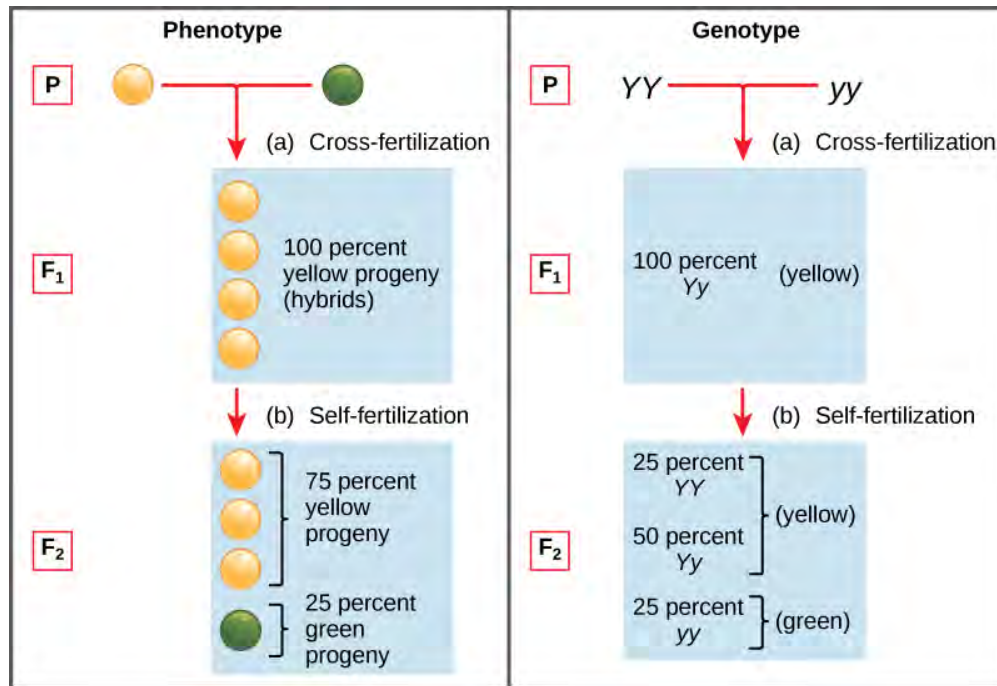 Phenotype
P
(a) Cross-fertilization
F1
100 percent
yellow progeny
(hybrids)
(b) Self-fertilization
F2
75 percent
yellow
progeny
25 percent
green
progeny
Genotype
P
YY
yy
(a) Cross-fertilization
F1
100 percent
Yy
(yellow)
(b) Self-fertilization
F2
25 percent
YY
50 percent
Yy
(yellow)
25 percent
yy
(green)